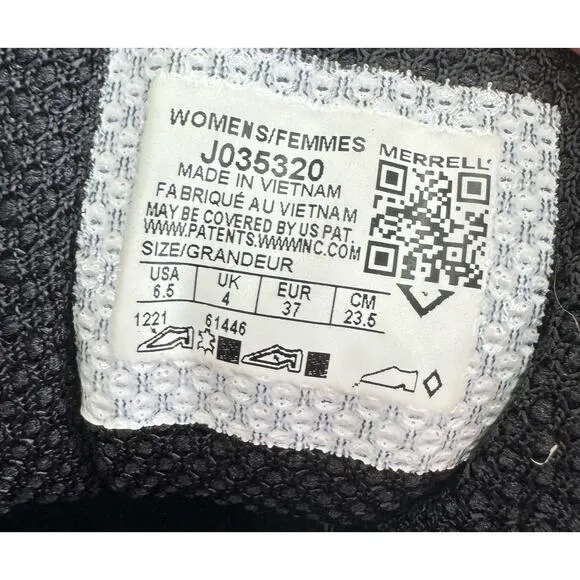 WOMENS/FEMMES
MERRELL
J035320
MADE IN VIETNAM
FABRIQUÉ AU VIETNAM
MAY BE COVERED BY US PAT.
WWW.PATENTS.WWWINC.COM
SIZE/GRANDEUR
USA UK EUR CM
6.5 4 37 23.5
1221 61446